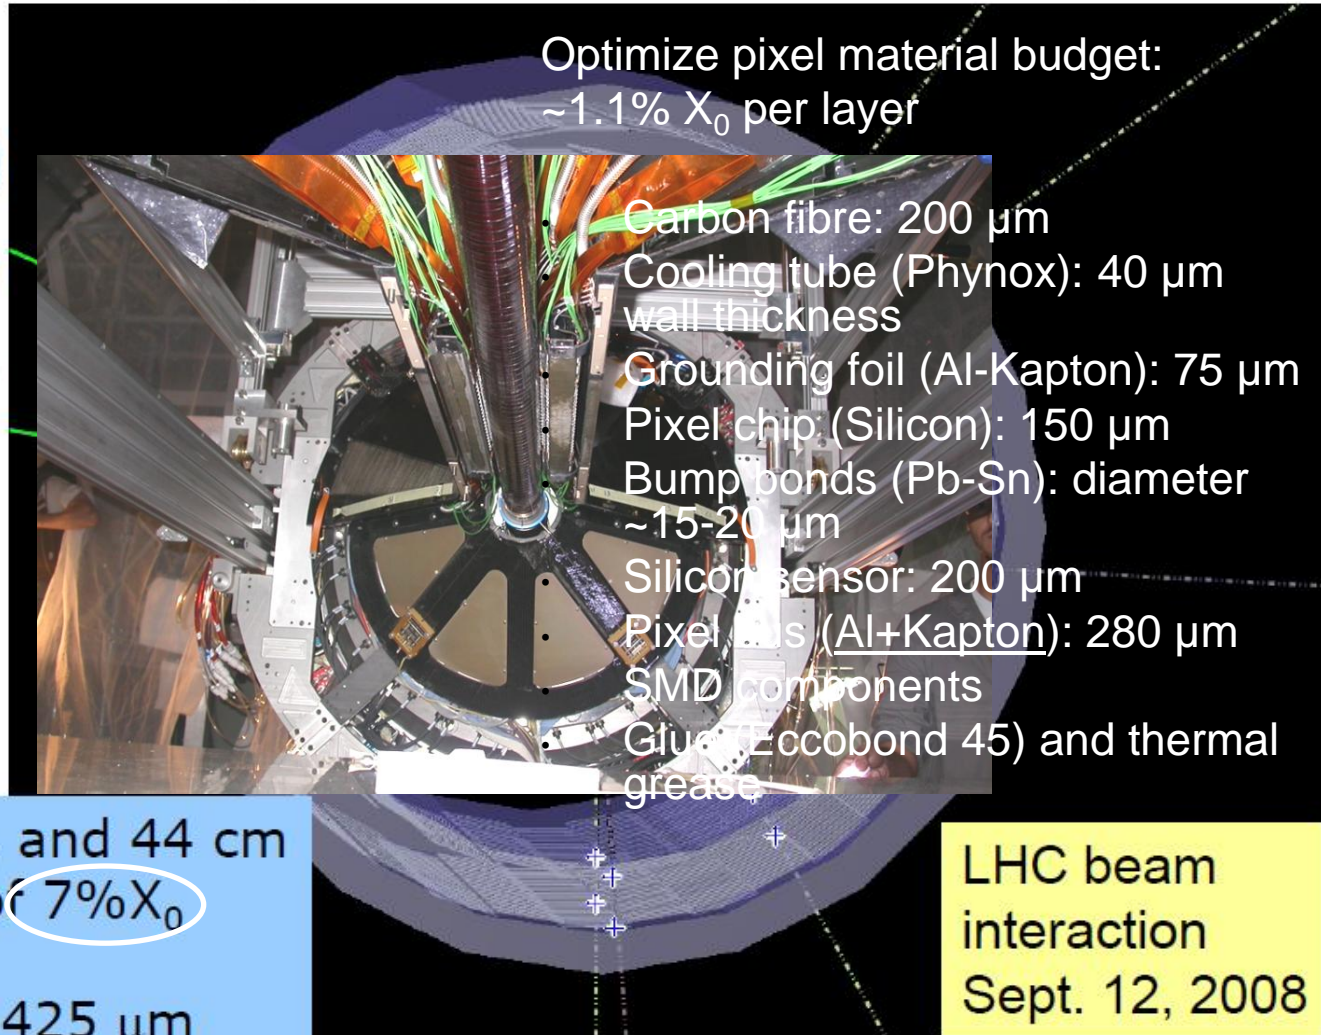 Optimize pixel material budget:
~1.1% X₀ per layer
• Carbon fibre: 200 µm
• Cooling tube (Phynox): 40 µm
wall thickness
• Grounding foil (Al-Kapton): 75 µm
• Pixel chip (Silicon): 150 µm
• Bump bonds (Pb-Sn): diameter
~15-20 µm
• Silicon sensor: 200 µm
• Pixel bus (Al+Kapton): 280 µm
• SMD components
• Glue (Eccobond 45) and thermal
grease
and 44 cm
of 7%X₀
425 µm
LHC beam
interaction
Sept. 12, 2008